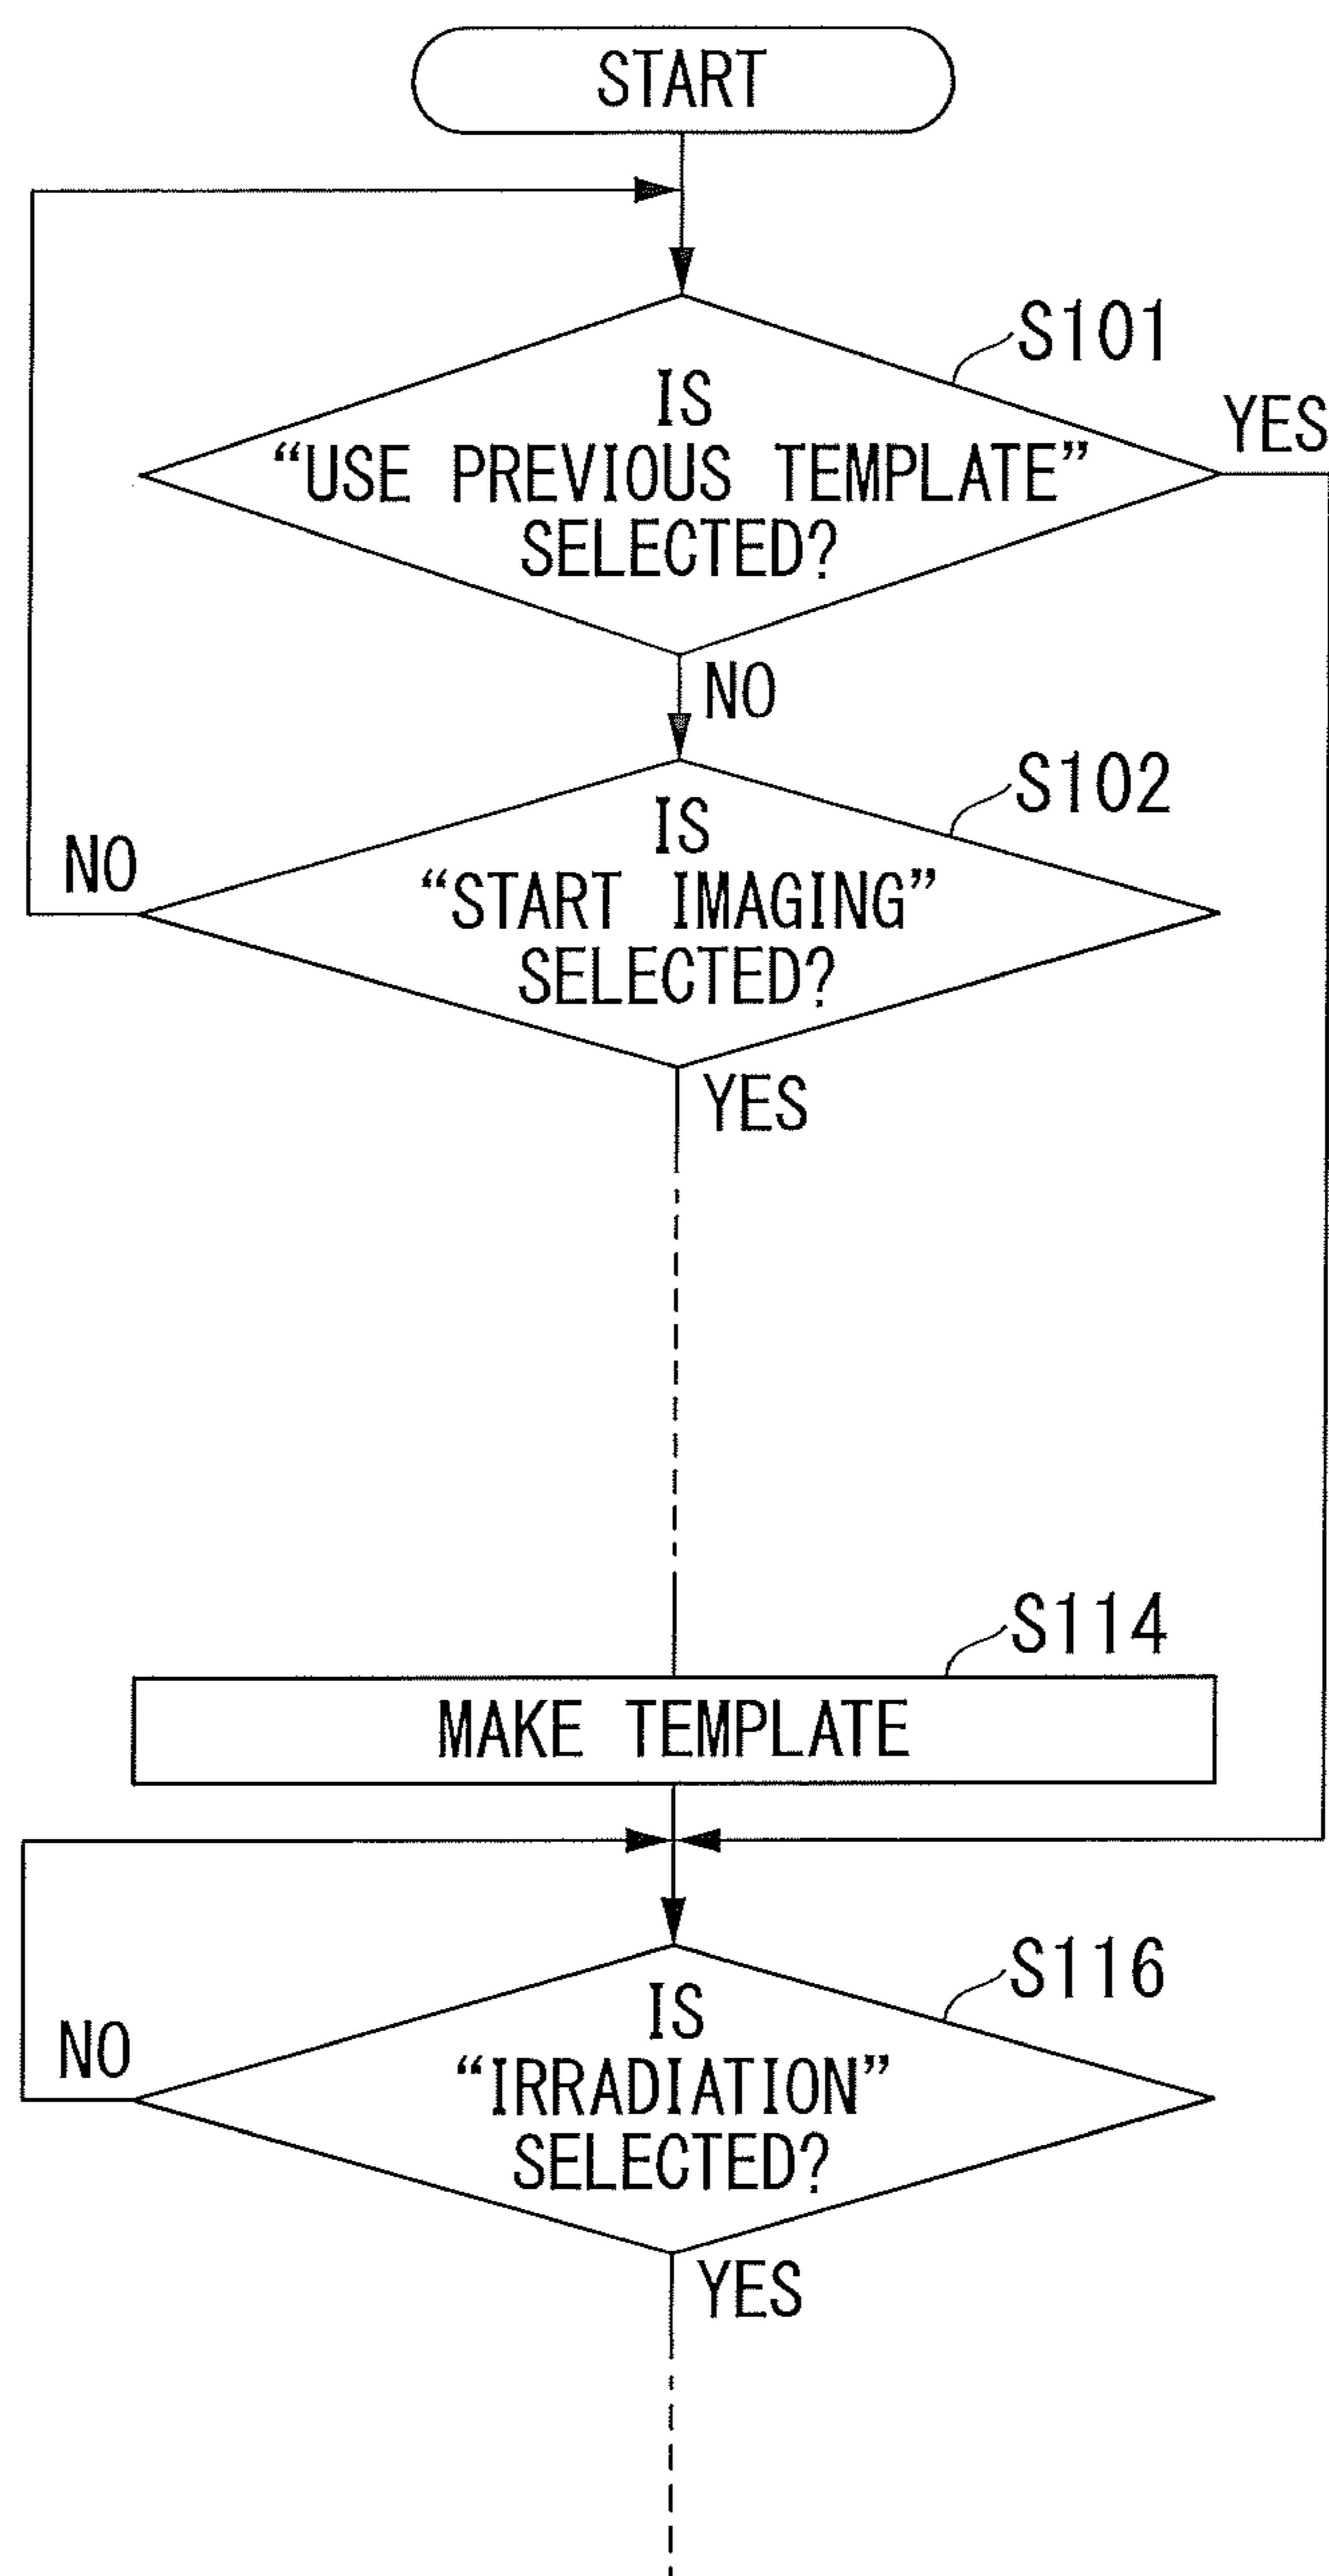 START
S101
IS
“USE PREVIOUS TEMPLATE”
SELECTED?
YES
NO
S102
IS
“START IMAGING”
SELECTED?
NO
YES
S114
MAKE TEMPLATE
S116
IS
“IRRADIATION”
SELECTED?
NO
YES